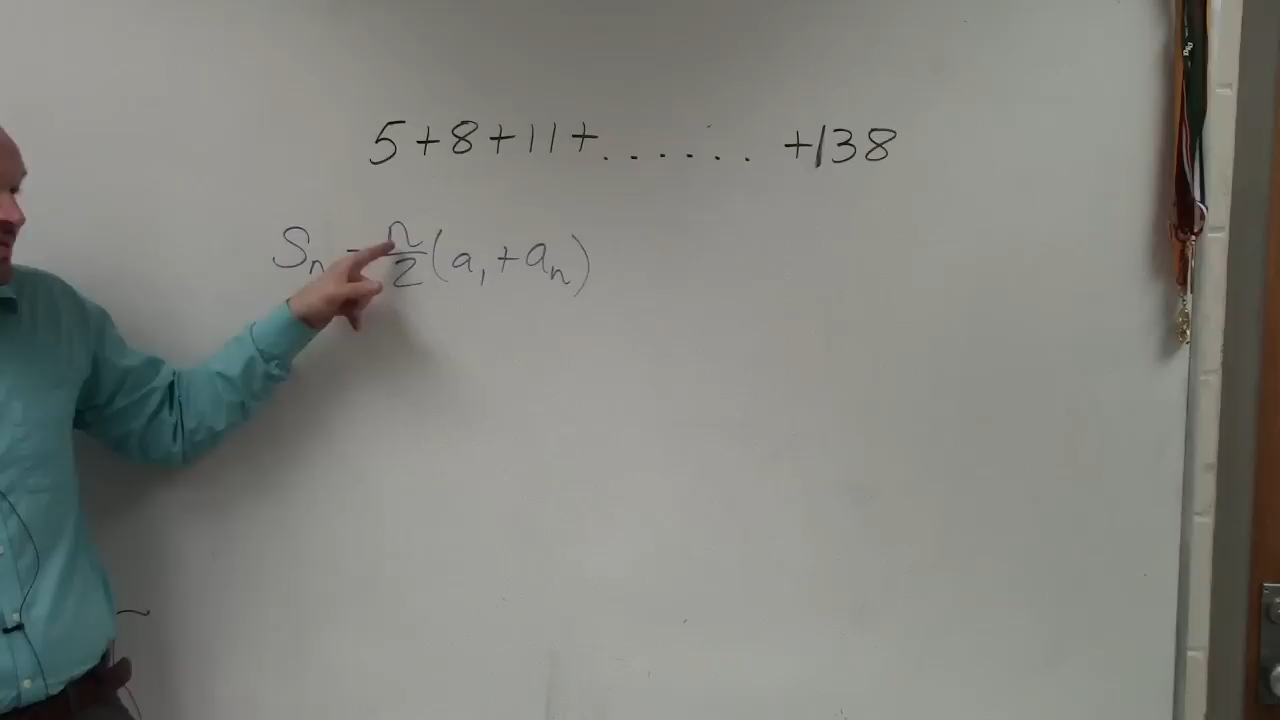 5+8+11+....... +138
Sn = n/2 (a1+an)